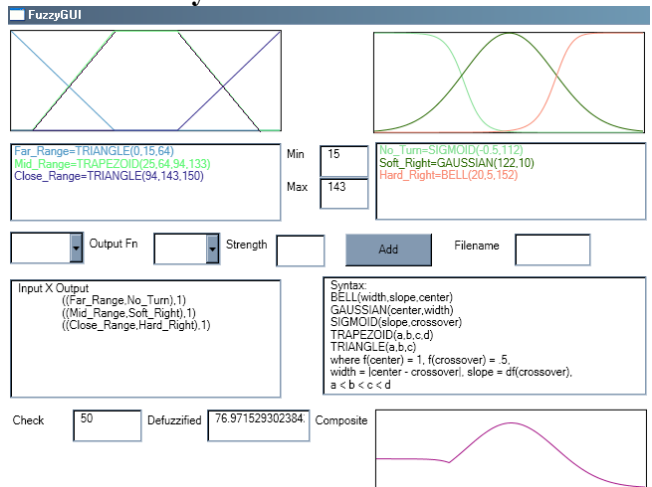 FuzzyGUI
Far_Range=TRIANGLE(0,15,64)
Mid_Range=TRAPEZOID(25,64,94,133)
Close_Range=TRIANGLE(94,143,150)
Min 15
Max 143
No_Turn=SIGMOID(-0.5,112)
Soft_Right=GAUSSIAN(122,10)
Hard_Right=BELL(20,5,152)
Output Fn Strength Add Filename
Input X Output
((Far_Range,No_Turn),1)
((Mid_Range,Soft_Right),1)
((Close_Range,Hard_Right),1)
Syntax:
BELL(width,slope,center)
GAUSSIAN(center,width)
SIGMOID(slope,crossover)
TRAPEZOID(a,b,c,d)
TRIANGLE(a,b,c)
where f(center) = 1, f(crossover) = .5,
width = |center - crossover|, slope = df(crossover),
a < b < c < d
Check 50 Defuzzified 76.971529302384 Composite